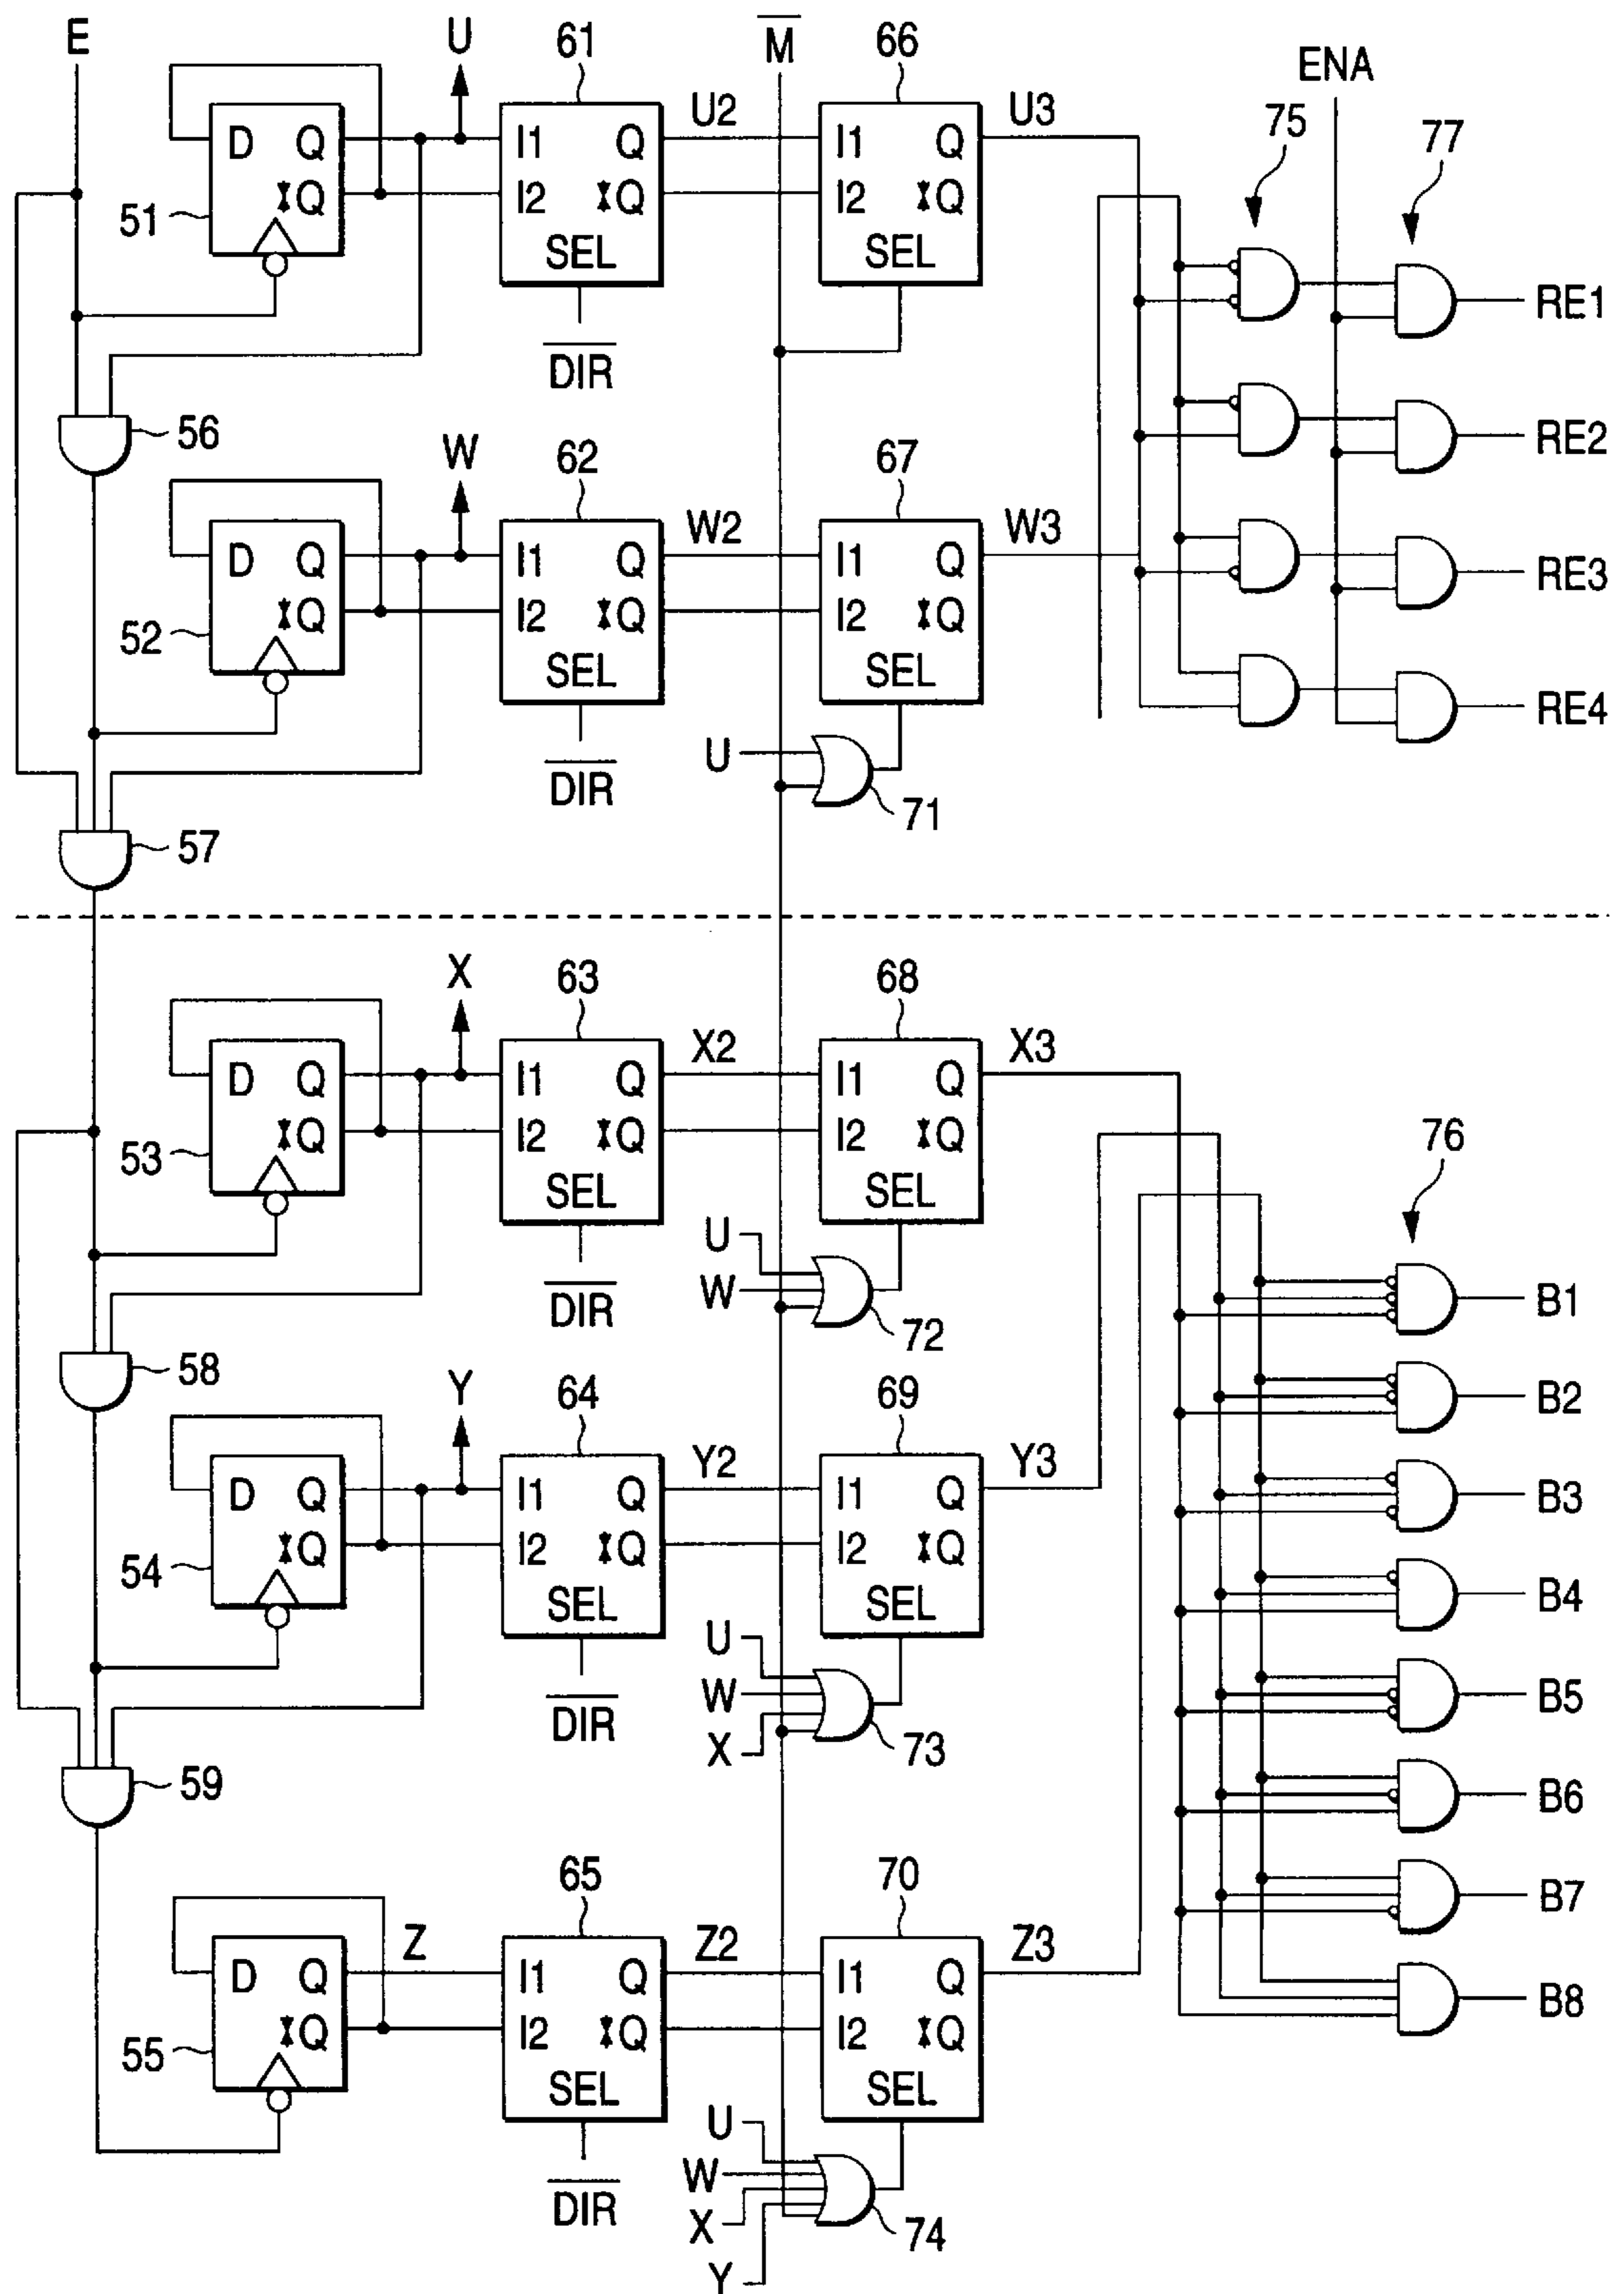 E U 61 M 66 ENA
D Q I1 Q U2 I1 Q U3 75 77
*Q I2 *Q I2 *Q
51 SEL SEL
DIR RE1
56 W 62 67 RE2
D Q I1 Q W2 I1 Q W3
*Q I2 *Q I2 *Q RE3
52 SEL SEL
DIR U 71 RE4
57
X 63 68
D Q I1 Q X2 I1 Q X3
*Q I2 *Q I2 *Q 76
53 SEL SEL
DIR U W 72 B1
58 Y 64 69 B2
D Q I1 Q Y2 I1 Q Y3 B3
*Q I2 *Q I2 *Q
54 SEL SEL B4
DIR U W X 73 B5
59 B6
65 70 B7
D Q Z I1 Q Z2 I1 Q Z3 B8
*Q I2 *Q I2 *Q
55 SEL SEL
DIR U W X Y 74